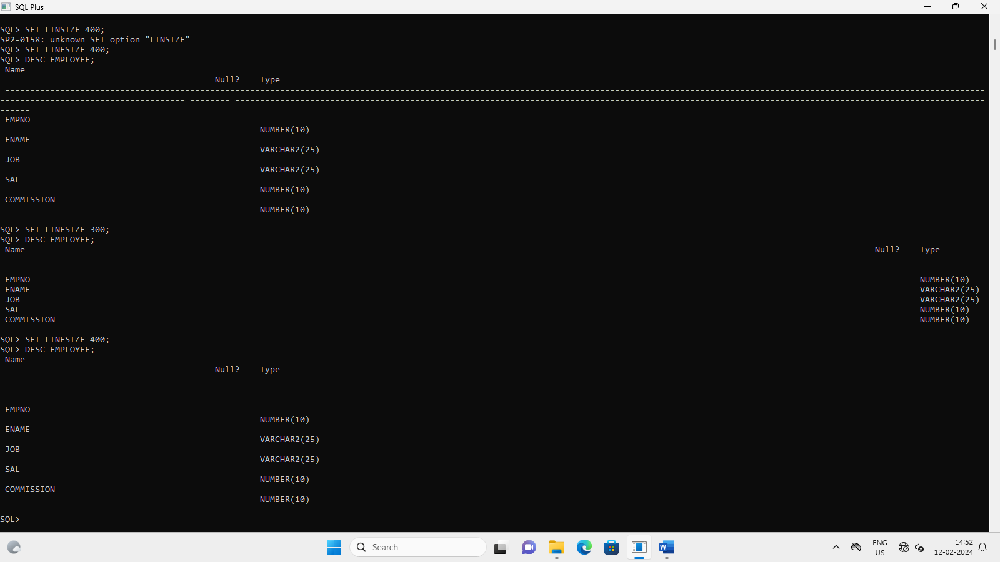 SQL Plus
SQL> SET LINSIZE 400;
SP2-0158: unknown SET option "LINSIZE"
SQL> SET LINESIZE 400;
SQL> DESC EMPLOYEE;
Name
Null? Type
EMPNO
NUMBER(10)
ENAME
VARCHAR2(25)
JOB
VARCHAR2(25)
SAL
NUMBER(10)
COMMISSION
NUMBER(10)
SQL> SET LINESIZE 300;
SQL> DESC EMPLOYEE;
Name Null? Type
EMPNO NUMBER(10)
ENAME VARCHAR2(25)
JOB VARCHAR2(25)
SAL NUMBER(10)
COMMISSION NUMBER(10)
SQL> SET LINESIZE 400;
SQL> DESC EMPLOYEE;
Name
Null? Type
EMPNO
NUMBER(10)
ENAME
VARCHAR2(25)
JOB
VARCHAR2(25)
SAL
NUMBER(10)
COMMISSION
NUMBER(10)
SQL>
Search
W
ENG
US
14:52
12-02-2024